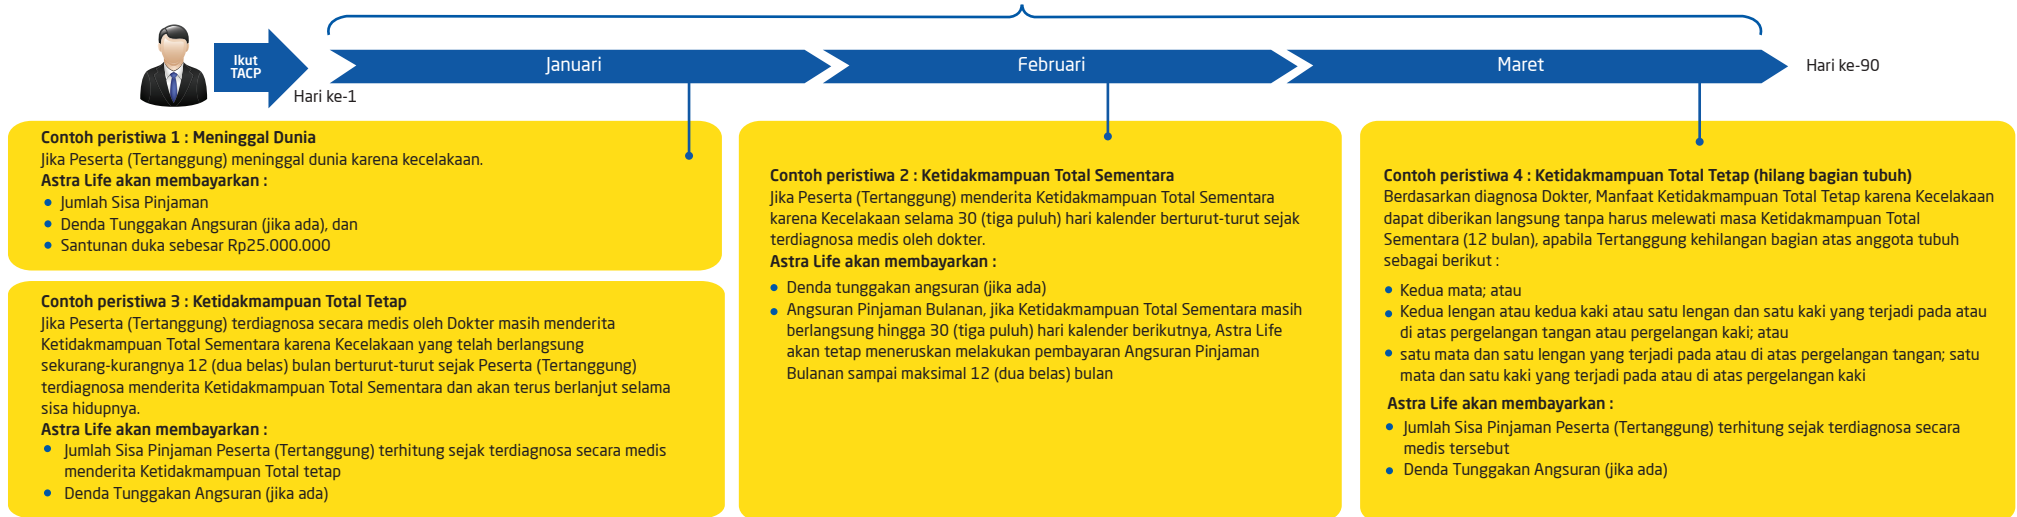 Ikut
TACP
Januari
Februari
Maret
Hari ke-1
Hari ke-90
Contoh peristiwa 1 : Meninggal Dunia
Jika Peserta (Tertanggung) meninggal dunia karena kecelakaan.
Astra Life akan membayarkan :
• Jumlah Sisa Pinjaman
• Denda Tunggakan Angsuran (jika ada), dan
• Santunan duka sebesar Rp25.000.000
Contoh peristiwa 3 : Ketidakmampuan Total Tetap
Jika Peserta (Tertanggung) terdiagnosa secara medis oleh Dokter masih menderita
Ketidakmampuan Total Sementara karena Kecelakaan yang telah berlangsung
sekurang-kurangnya 12 (dua belas) bulan berturut-turut sejak Peserta (Tertanggung)
terdiagnosa menderita Ketidakmampuan Total Sementara dan akan terus berlanjut selama
sisa hidupnya.
Astra Life akan membayarkan :
• Jumlah Sisa Pinjaman Peserta (Tertanggung) terhitung sejak terdiagnosa secara medis
menderita Ketidakmampuan Total tetap
• Denda Tunggakan Angsuran (jika ada)
Contoh peristiwa 2 : Ketidakmampuan Total Sementara
Jika Peserta (Tertanggung) menderita Ketidakmampuan Total Sementara
karena Kecelakaan selama 30 (tiga puluh) hari kalender berturut-turut sejak
terdiagnosa medis oleh dokter.
Astra Life akan membayarkan :
• Denda tunggakan angsuran (jika ada)
• Angsuran Pinjaman Bulanan, jika Ketidakmampuan Total Sementara masih
berlangsung hingga 30 (tiga puluh) hari kalender berikutnya, Astra Life
akan tetap meneruskan melakukan pembayaran Angsuran Pinjaman
Bulanan sampai maksimal 12 (dua belas) bulan
Contoh peristiwa 4 : Ketidakmampuan Total Tetap (hilang bagian tubuh)
Berdasarkan diagnosa Dokter, Manfaat Ketidakmampuan Total Tetap karena Kecelakaan
dapat diberikan langsung tanpa harus melewati masa Ketidakmampuan Total
Sementara (12 bulan), apabila Tertanggung kehilangan bagian atas anggota tubuh
sebagai berikut :
• Kedua mata; atau
• Kedua lengan atau kedua kaki atau satu lengan dan satu kaki yang terjadi pada atau
di atas pergelangan tangan atau pergelangan kaki; atau
• satu mata dan satu lengan yang terjadi pada atau di atas pergelangan tangan; satu
mata dan satu kaki yang terjadi pada atau di atas pergelangan kaki
Astra Life akan membayarkan :
• Jumlah Sisa Pinjaman Peserta (Tertanggung) terhitung sejak terdiagnosa secara
medis tersebut
• Denda Tunggakan Angsuran (jika ada)